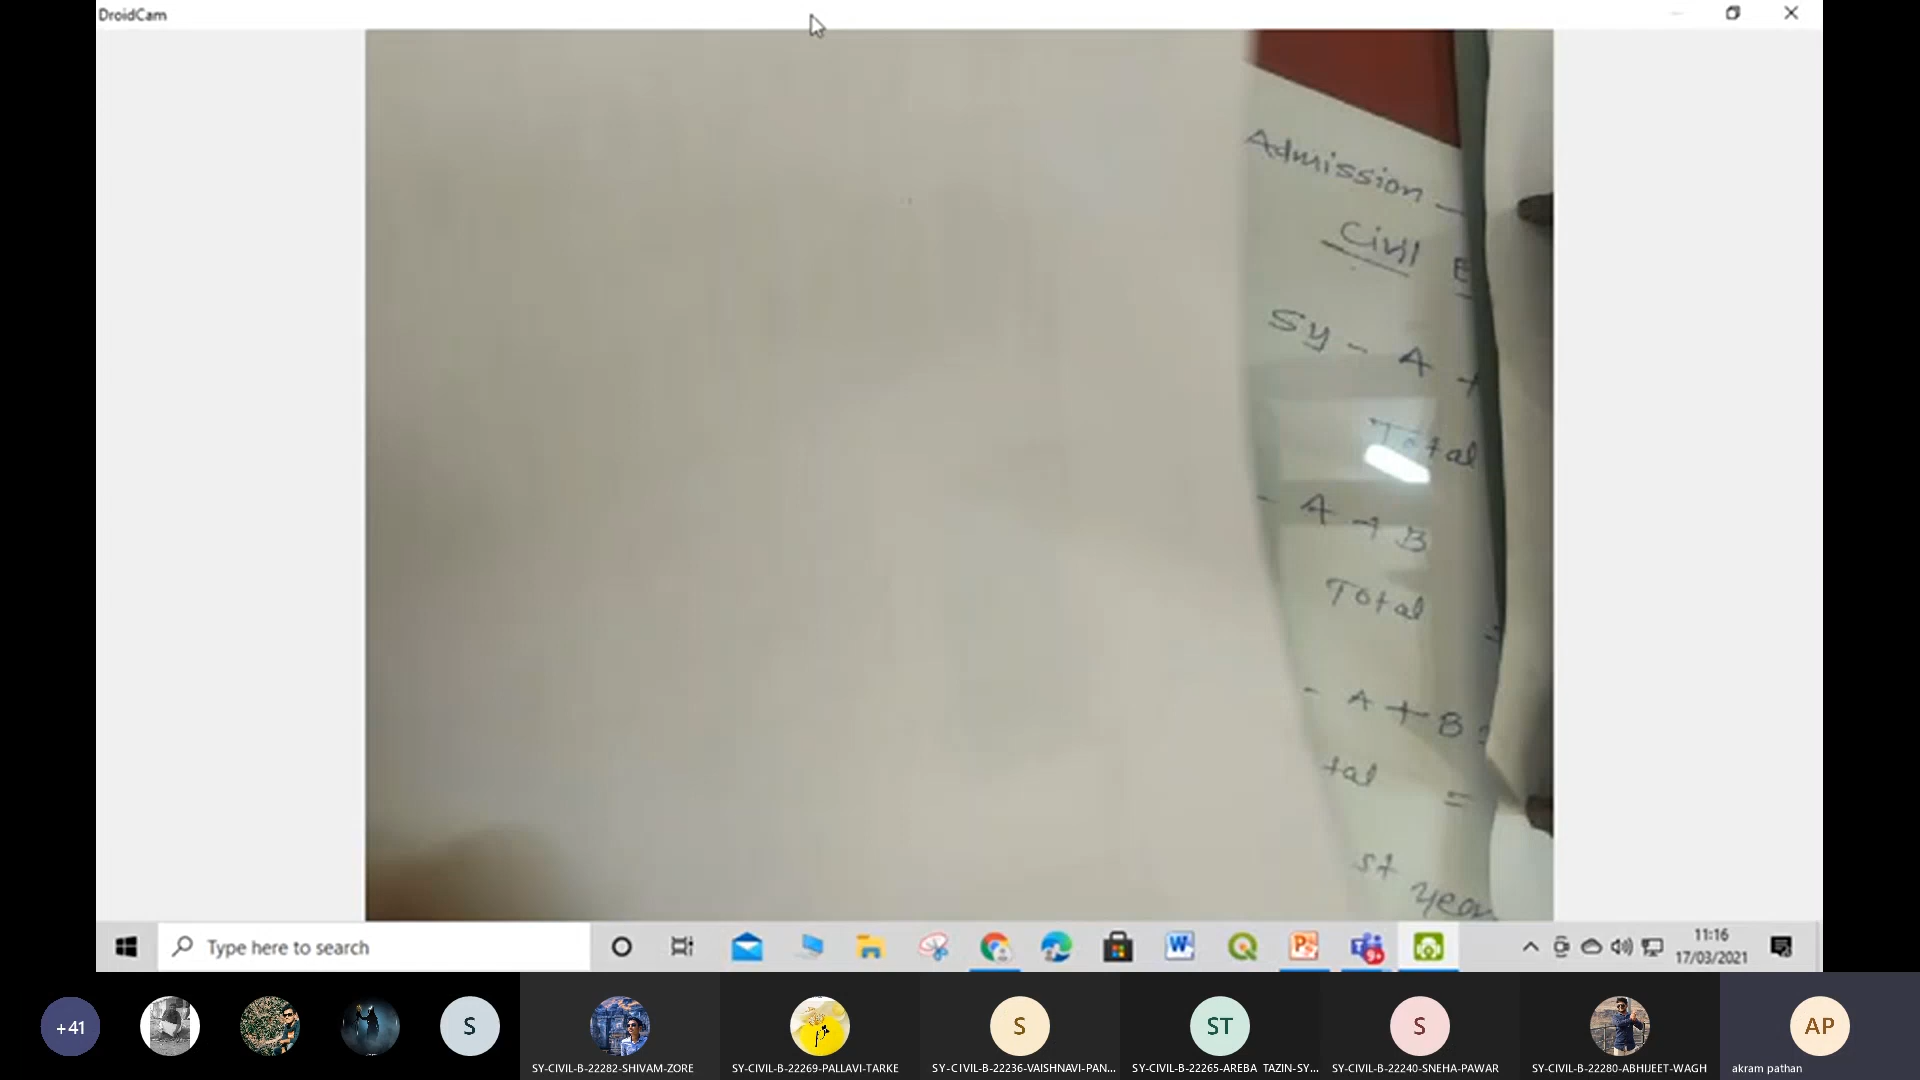 DroidCam
Admission -
Civil E
SY - A +
Total
- A + B
Total =
- A + B =
tal =
st year
Type here to search
11:16
17/03/2021
+41
S
S
ST
S
AP
SY-CIVIL-B-22282-SHIVAM-ZORE
SY-CIVIL-B-22269-PALLAVI-TARKE
SY-CIVIL-B-22236-VAISHNAVI-PAN...
SY-CIVIL-B-22265-AREBA TAZIN-SY...
SY-CIVIL-B-22240-SNEHA-PAWAR
SY-CIVIL-B-22280-ABHIJEET-WAGH
akram pathan